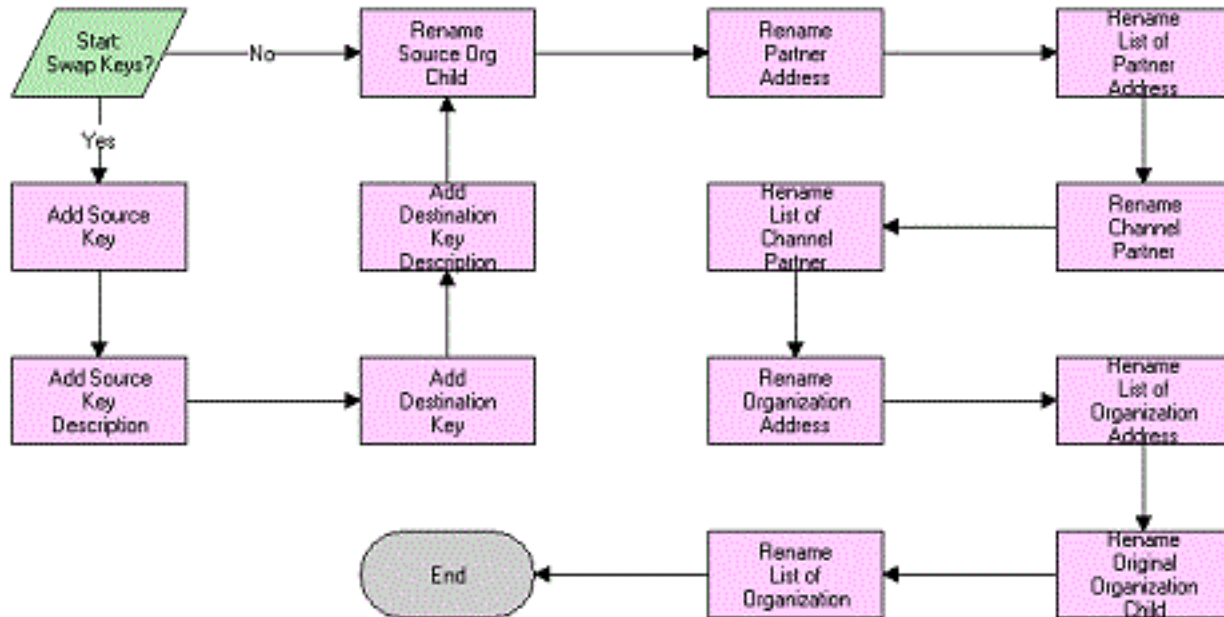 Start
Swap Keys?
No
Rename
Source Org
Child
Rename
Partner
Address
Rename
List of
Partner
Address
Yes
Add Source
Key
Add
Destination
Key
Description
Rename
List of
Channel
Partner
Rename
Channel
Partner
Add Source
Key
Description
Add
Destination
Key
Rename
Organization
Address
Rename
List of
Organization
Address
End
Rename
List of
Organization
Rename
Original
Organization
Child